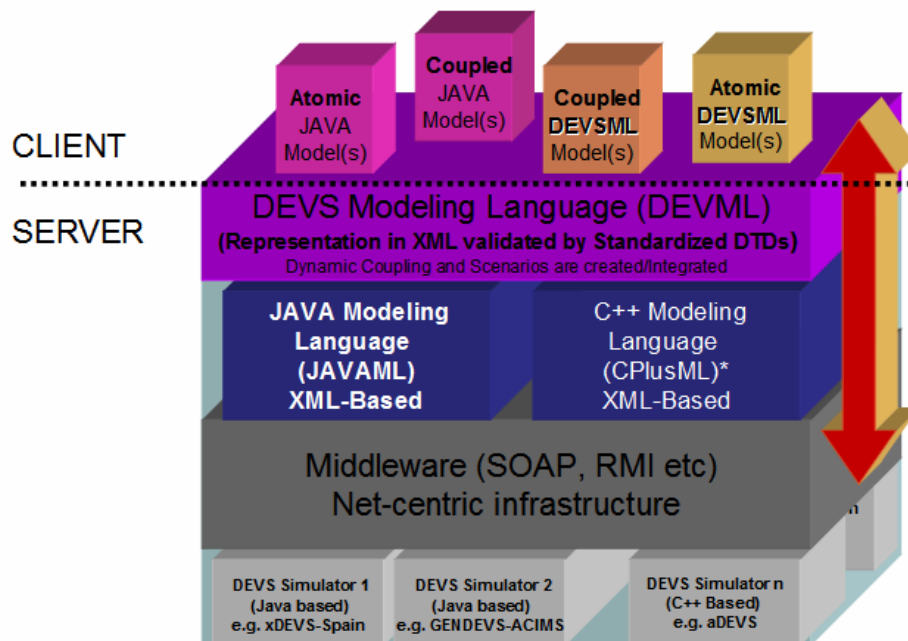 Atomic
JAVA
Model(s)
Coupled
JAVA
Model(s)
Coupled
DEVSML
Model(s)
Atomic
DEVSML
Model(s)
CLIENT
SERVER
DEVS Modeling Language (DEVML)
(Representation in XML validated by Standardized DTDs)
Dynamic Coupling and Scenarios are created/Integrated
JAVA Modeling
Language
(JAVAML)
XML-Based
C++ Modeling
Language
(CPlusML)*
XML-Based
Middleware (SOAP, RMI etc)
Net-centric infrastructure
DEVS Simulator 1
(Java based)
e.g. xDEVS-Spain
DEVS Simulator 2
(Java based)
e.g. GENDEVS-ACIMS
DEVS Simulator n
(C++ Based)
e.g. aDEVS